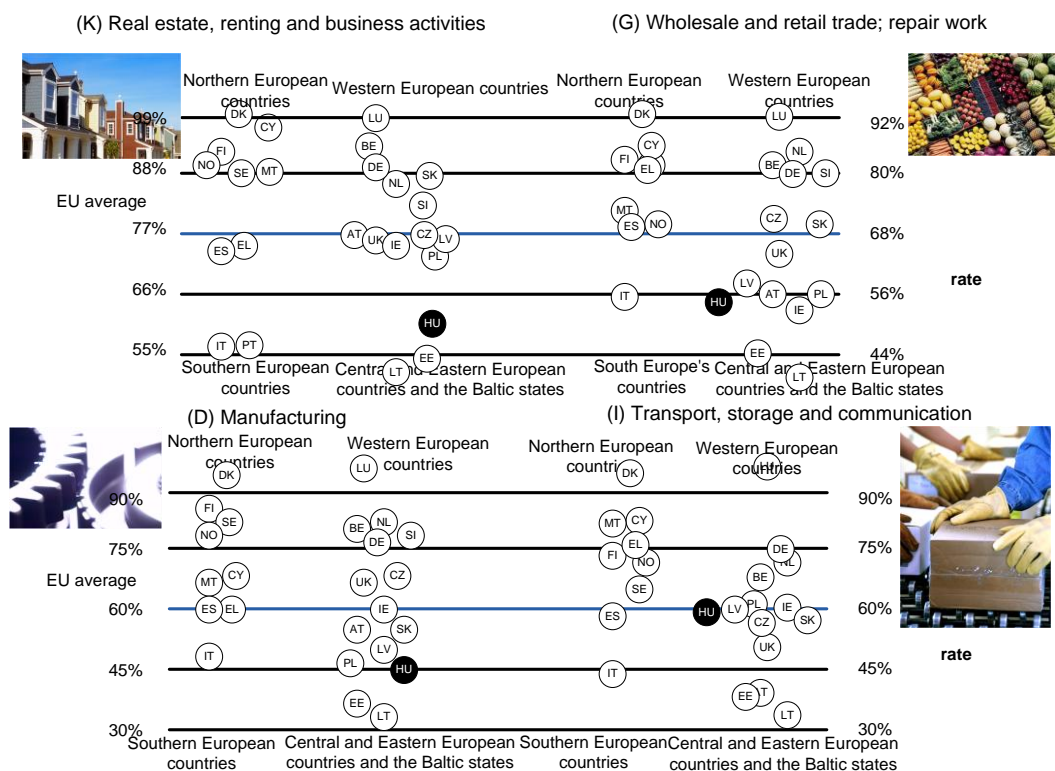 (K) Real estate, renting and business activities
(G) Wholesale and retail trade; repair work
Northern European
countries
Western European countries
Northern European
countries
Western European
countries
DK
CY
LU
99%
FI
NO
SE
MT
BE
DE
NL
SK
SI
88%
EU average
77%
AT
UK
IE
CZ
LV
PL
ES
EL
66%
HU
55%
IT
PT
EE
LT
Southern European
countries
Central and Eastern European
countries and the Baltic states
DK
LU
92%
CY
FI
EL
NL
BE
DE
SI
80%
MT
ES
NO
CZ
SK
68%
UK
rate
LV
IT
HU
AT
PL
IE
56%
EE
44%
LT
South Europe's
countries
Central and Eastern European
countries and the Baltic states
(D) Manufacturing
(I) Transport, storage and communication
Northern European
countries
Western European
countries
Northern European
countries
Western European
countries
DK
LU
90%
FI
SE
NO
BE
NL
DE
SI
75%
EU average
MT
CY
UK
CZ
60%
ES
EL
IE
AT
SK
IT
LV
PL
HU
45%
EE
LT
30%
Southern European
countries
Central and Eastern European
countries and the Baltic states
DK
LU
90%
MT
CY
EL
FI
NO
DE
NL
75%
SE
BE
ES
HU
LV
PL
IE
CZ
SK
60%
UK
rate
IT
45%
EE
LT
30%
Southern European
countries
Central and Eastern European
countries and the Baltic states